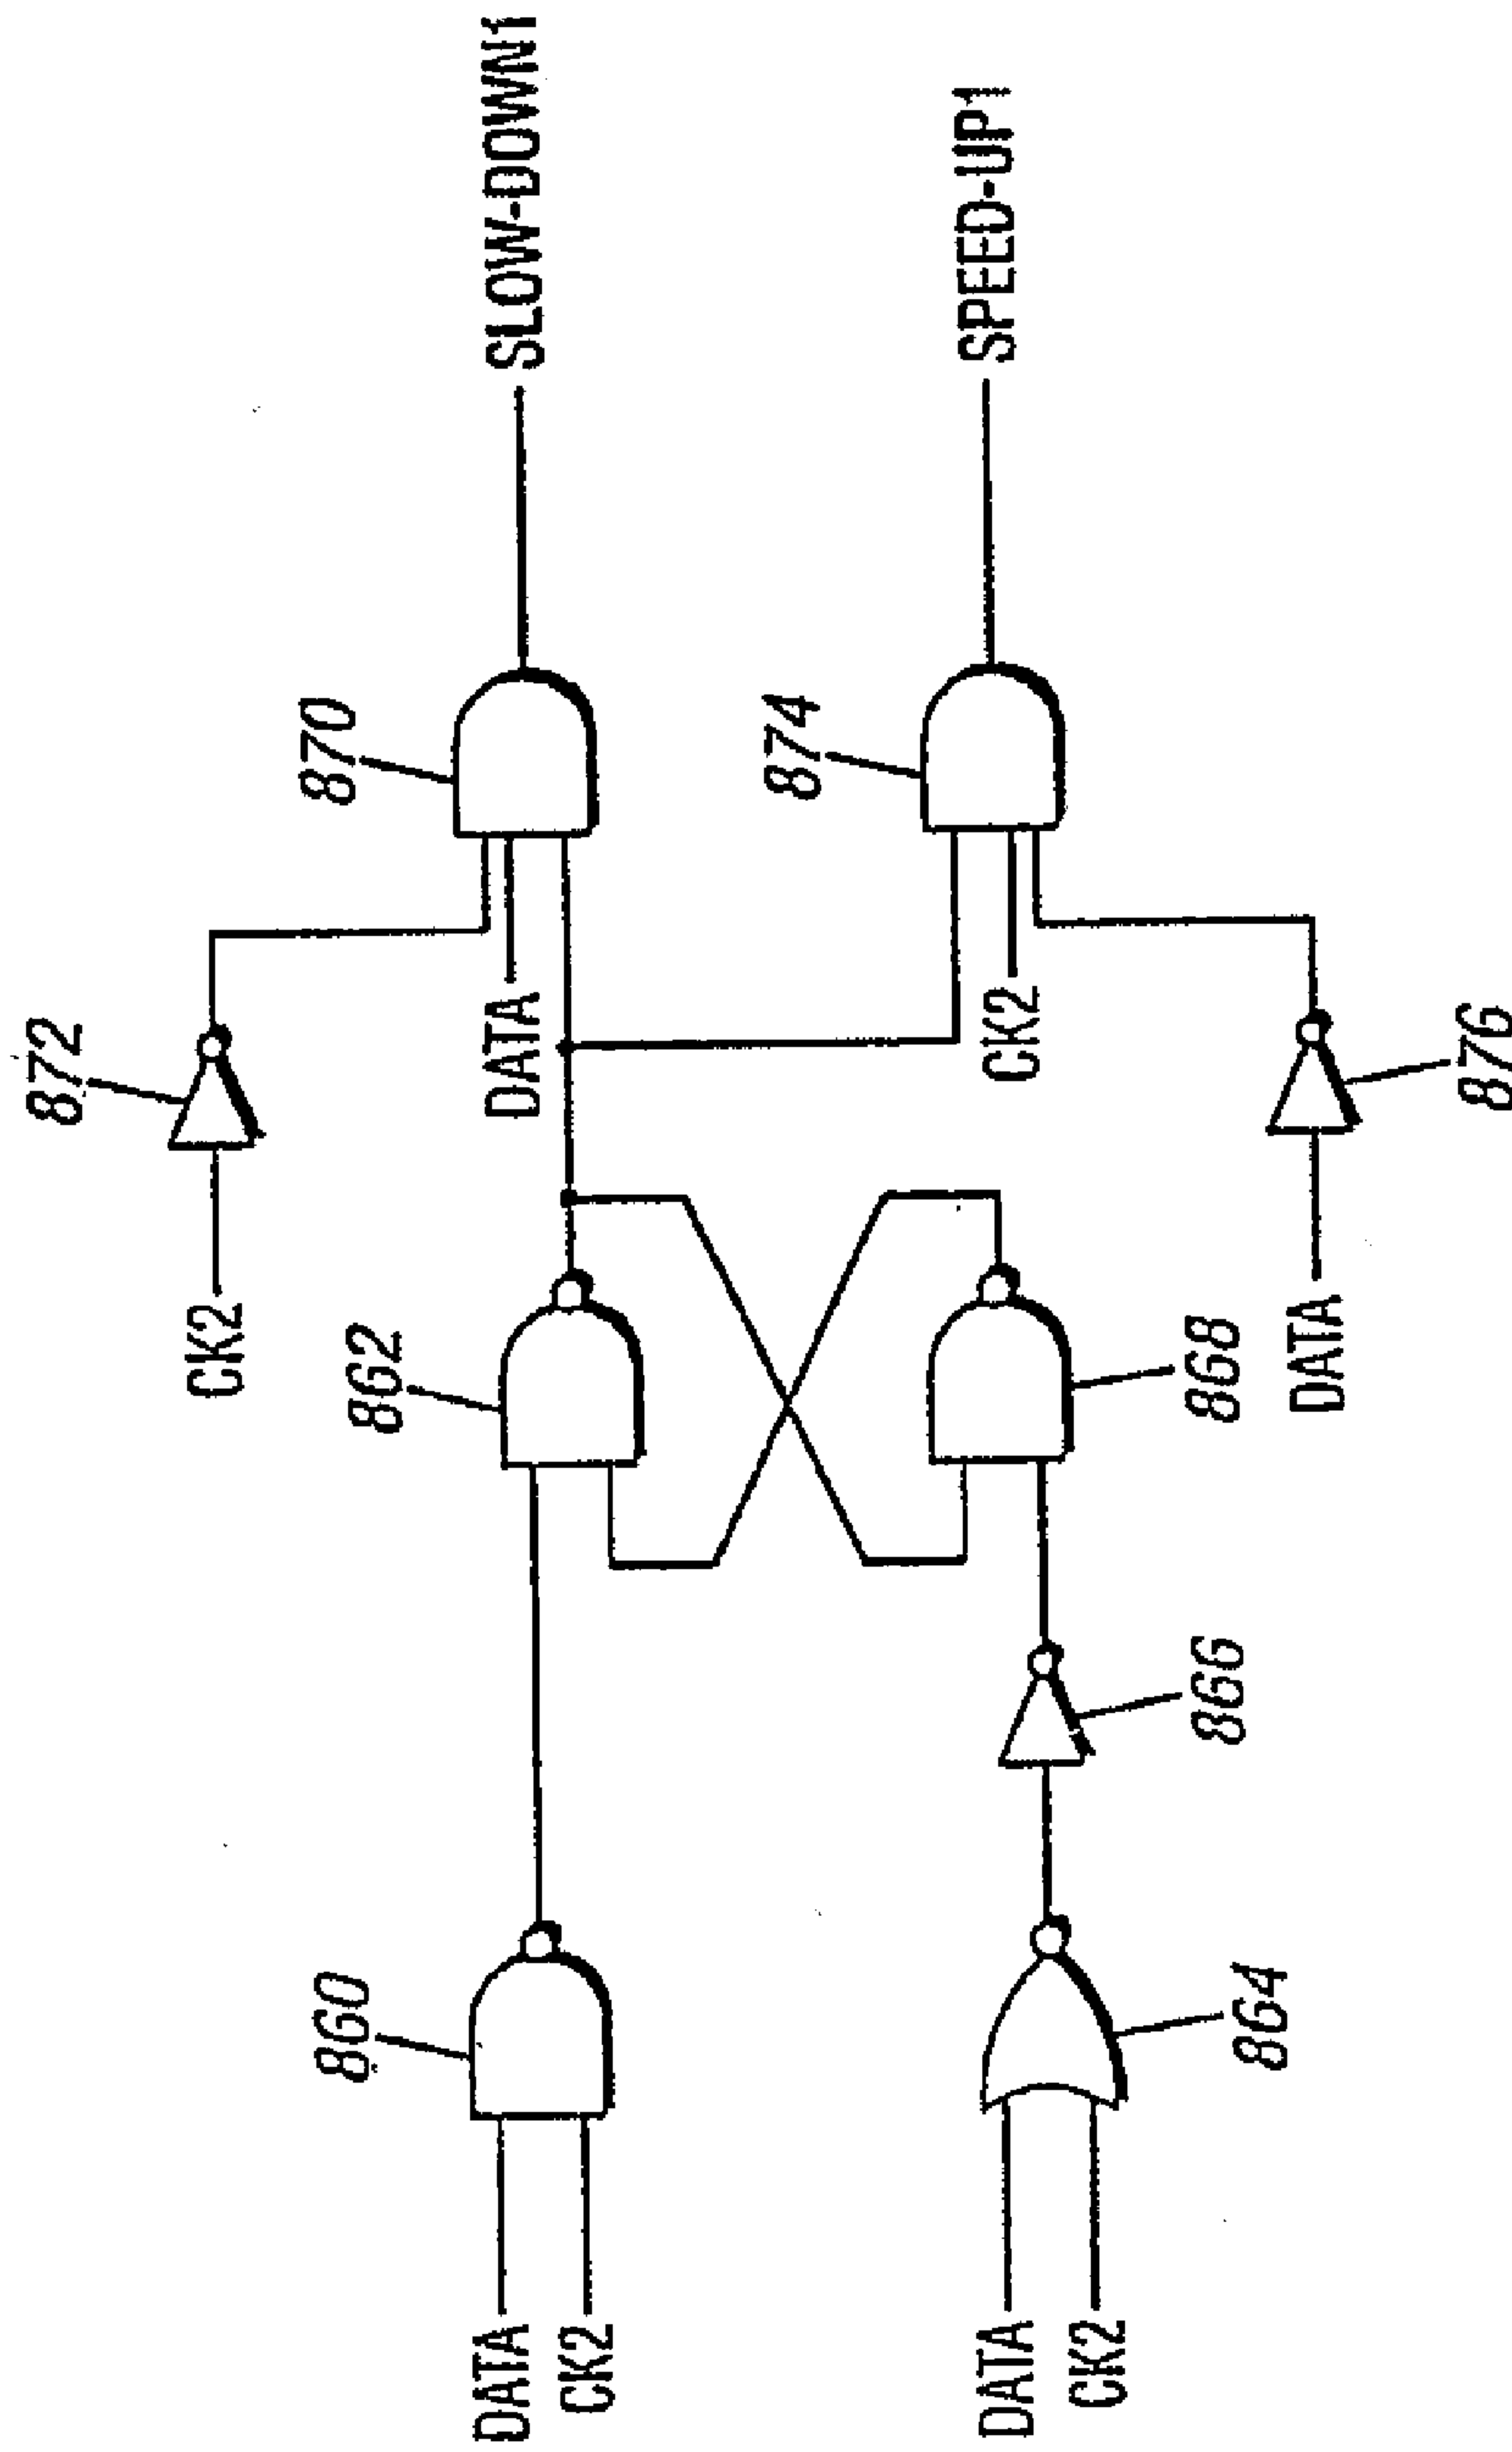 872
CK2
870
SLOW-DOWN1
DATA
860
862
DATA
CK2
874
SPEED-UP1
CK2
DATA
CK2
864
866
868
DATA
876